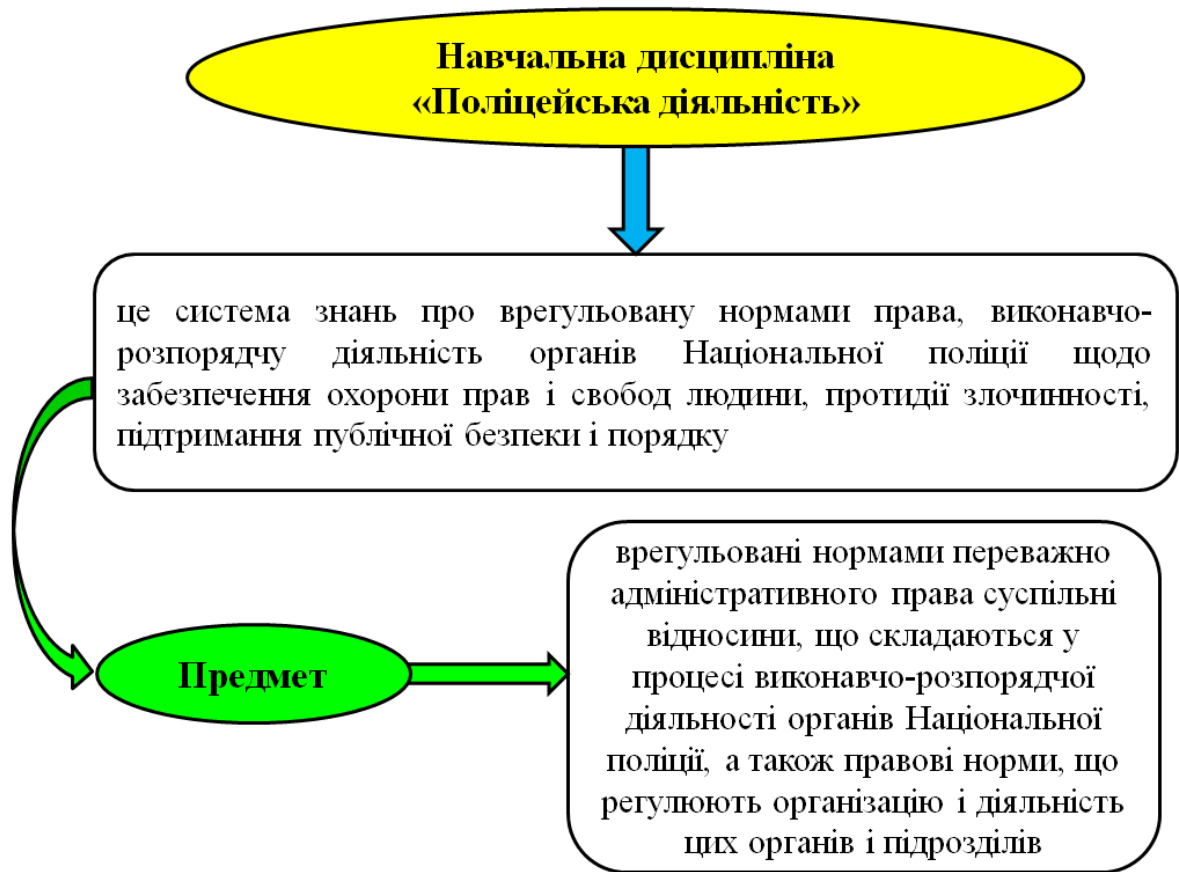 Навчальна дисципліна
«Поліцейська діяльність»
це система знань про врегульовану нормами права, виконавчо-
розпорядчу діяльність органів Національної поліції щодо
забезпечення охорони прав і свобод людини, протидії злочинності,
підтримання публічної безпеки і порядку
врегульовані нормами переважно
адміністративного права суспільні
відносини, що складаються у
процесі виконавчо-розпорядчої
діяльності органів Національної
поліції, а також правові норми, що
регулюють організацію і діяльність
цих органів і підрозділів
Предмет